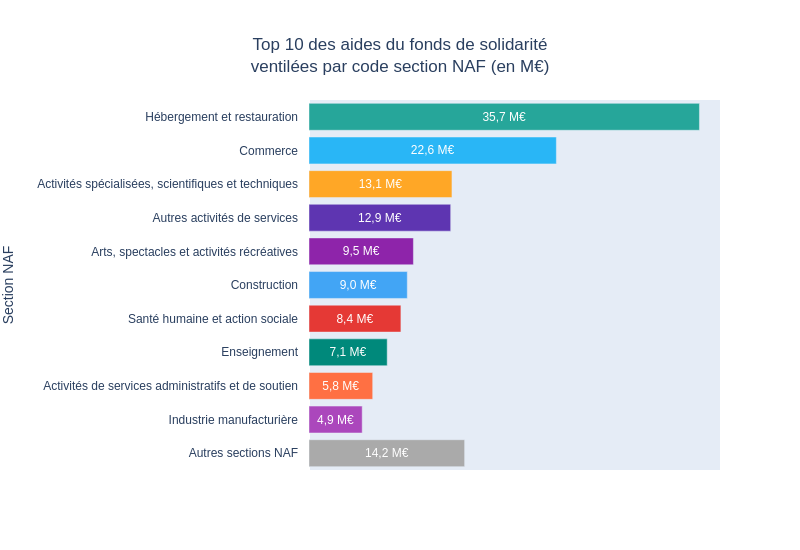 Top 10 des aides du fonds de solidarité
ventilées par code section NAF (en M€)
Section NAF
Hébergement et restauration 35,7 M€
Commerce 22,6 M€
Activités spécialisées, scientifiques et techniques 13,1 M€
Autres activités de services 12,9 M€
Arts, spectacles et activités récréatives 9,5 M€
Construction 9,0 M€
Santé humaine et action sociale 8,4 M€
Enseignement 7,1 M€
Activités de services administratifs et de soutien 5,8 M€
Industrie manufacturière 4,9 M€
Autres sections NAF 14,2 M€